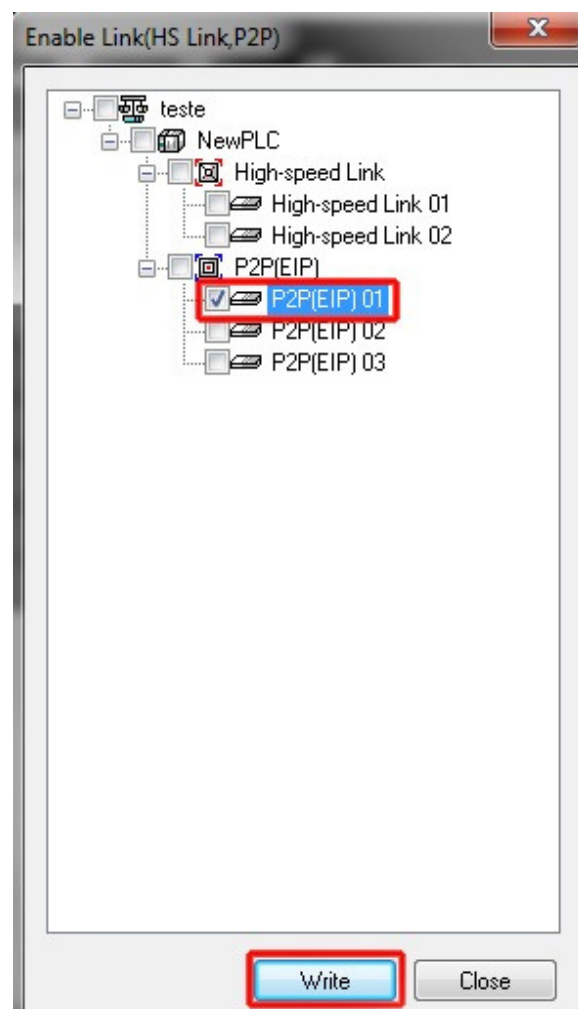 Enable Link(HS Link,P2P)
teste
NewPLC
High-speed Link
High-speed Link 01
High-speed Link 02
P2P(EIP)
P2P(EIP) 01
P2P(EIP) 02
P2P(EIP) 03
Write Close